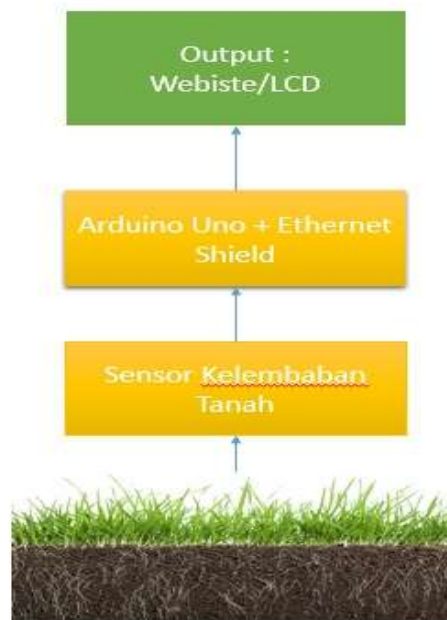 Output :
Webiste/LCD
Arduino Uno + Ethernet
Shield
Sensor Kelembaban
Tanah